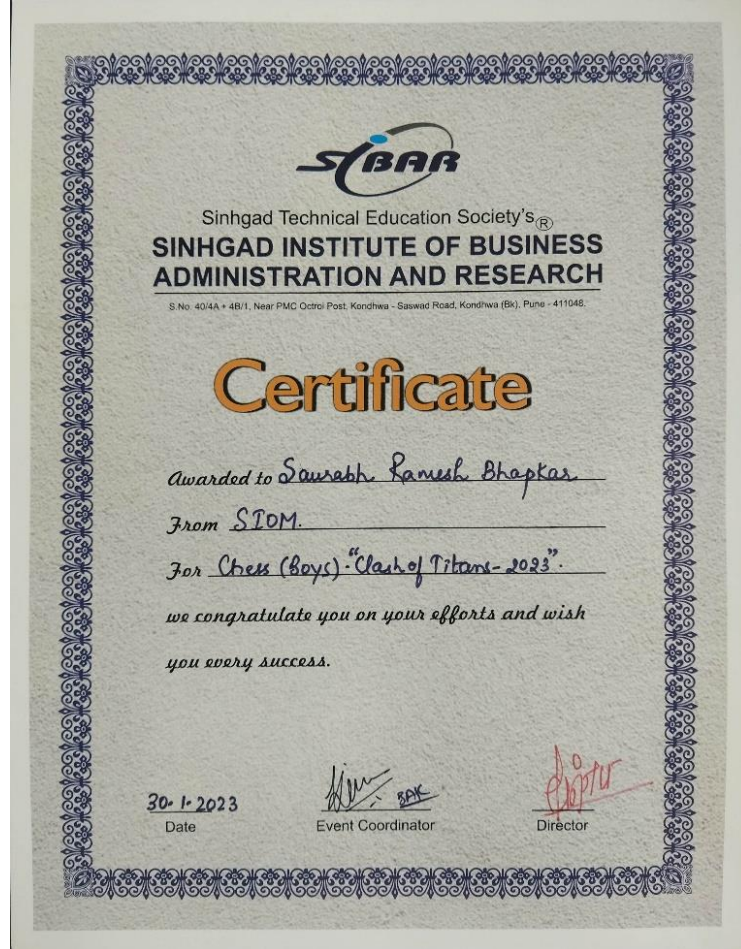 SIBAR
Sinhgad Technical Education Society's ®
SINHGAD INSTITUTE OF BUSINESS
ADMINISTRATION AND RESEARCH
S.No. 40/4A + 4B/1, Near PMC Octroi Post, Kondhwa - Saswad Road, Kondhwa (Bk), Pune - 411048.
Certificate
Awarded to Saurabh Ramesh Bhapkar
From SIOM.
For Chess (Boys) - "Clash of Titans - 2023".
we congratulate you on your efforts and wish
you every success.
30-1-2023
Date
Event Coordinator
Director